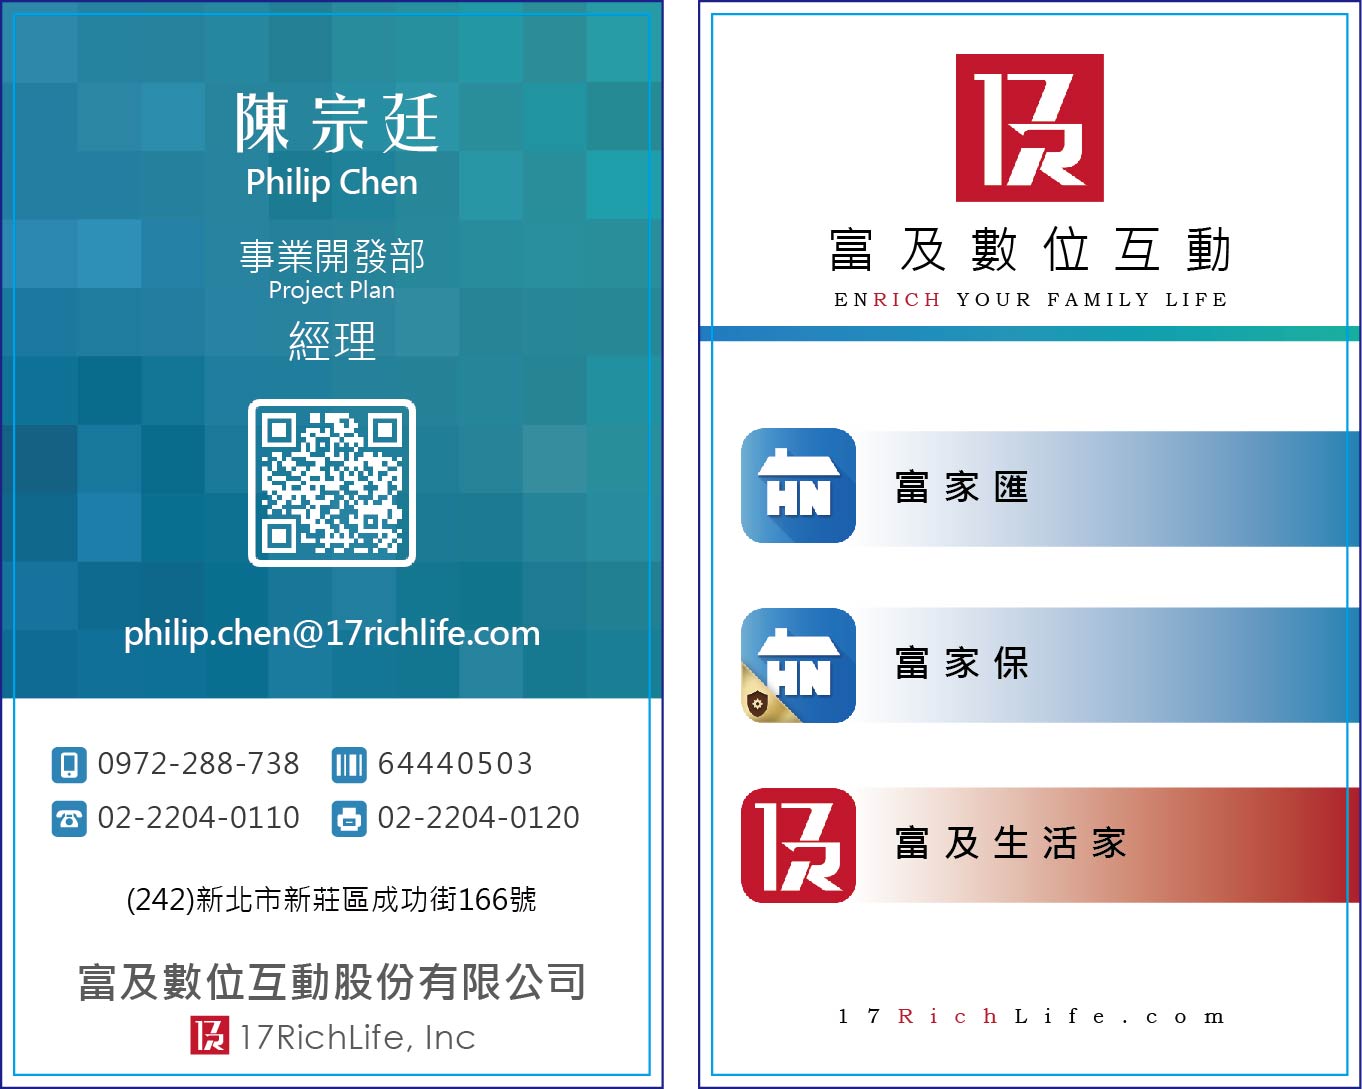 陳宗廷
Philip Chen
事業開發部
Project Plan
經理
philip.chen@17richlife.com
0972-288-738
64440503
02-2204-0110
02-2204-0120
(242)新北市新莊區成功街166號
富及數位互動股份有限公司
17R 17RichLife, Inc
17R
富及數位互動
ENRICH YOUR FAMILY LIFE
HN 富家匯
HN 富家保
17R 富及生活家
17RichLife.com